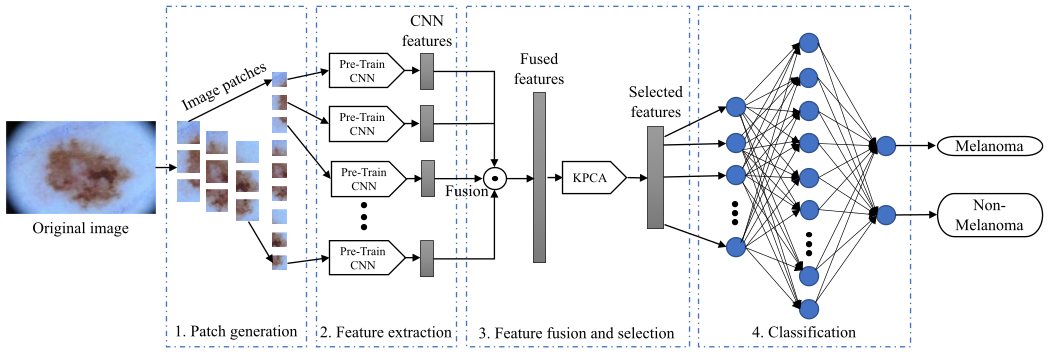 Original image
Image patches
1. Patch generation
Pre-Train
CNN
Pre-Train
CNN
Pre-Train
CNN
Pre-Train
CNN
CNN
features
2. Feature extraction
Fusion
Fused
features
KPCA
Selected
features
3. Feature fusion and selection
4. Classification
Melanoma
Non-
Melanoma